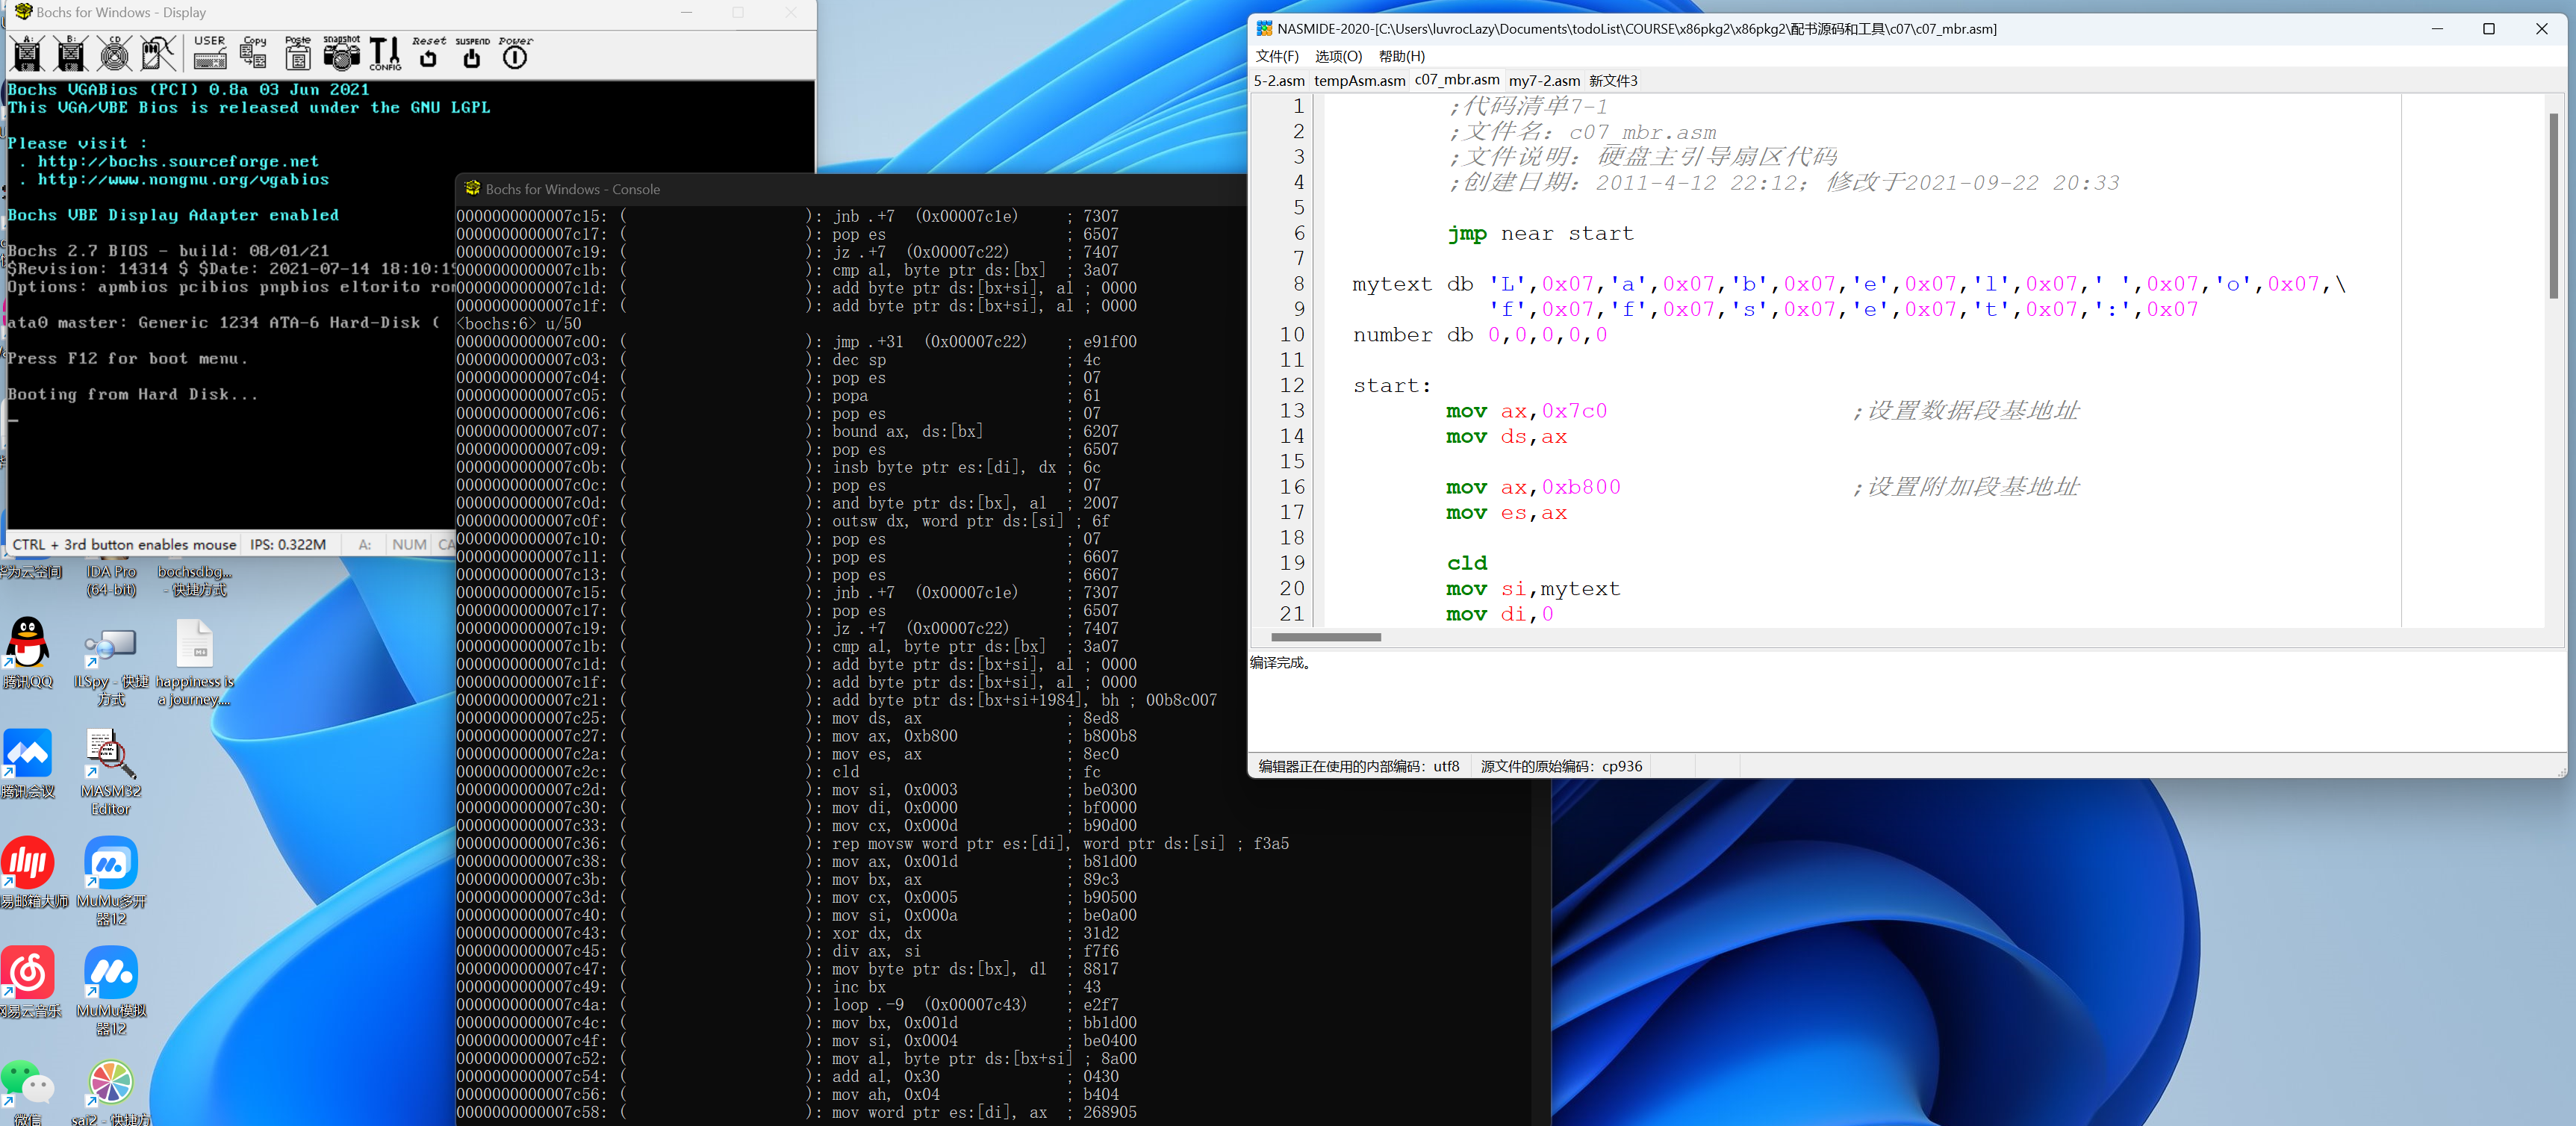 Bochs for Windows - Display
A: B: CD USER Copy Paste snapshot CONFIG Reset SUSPEND Power
Bochs VGABios (PCI) 0.8a 03 Jun 2021
This VGA/VBE Bios is released under the GNU LGPL
Please visit :
. http://bochs.sourceforge.net
. http://www.nongnu.org/vgabios
Bochs VBE Display Adapter enabled
Bochs 2.7 BIOS - build: 08/01/21
$Revision: 14314 $ $Date: 2021-07-14 18:10:19
Options: apmbios pcibios pnpbios eltorito
ata0 master: Generic 1234 ATA-6 Hard-Disk (
Press F12 for boot menu.
Booting from Hard Disk...
CTRL + 3rd button enables mouse IPS: 0.322M A: NUM
Bochs for Windows - Console
0000000000007c15: ( ): jnb .+7 (0x00007c1e) ; 7307
0000000000007c17: ( ): pop es ; 6507
0000000000007c19: ( ): jz .+7 (0x00007c22) ; 7407
0000000000007c1b: ( ): cmp al, byte ptr ds:[bx] ; 3a07
0000000000007c1d: ( ): add byte ptr ds:[bx+si], al ; 0000
0000000000007c1f: ( ): add byte ptr ds:[bx+si], al ; 0000
<bochs:6> u/50
0000000000007c00: ( ): jmp .+31 (0x00007c22) ; e91f00
0000000000007c03: ( ): dec sp ; 4c
0000000000007c04: ( ): pop es ; 07
0000000000007c05: ( ): popa ; 61
0000000000007c06: ( ): pop es ; 07
0000000000007c07: ( ): bound ax, ds:[bx] ; 6207
0000000000007c09: ( ): pop es ; 6507
0000000000007c0b: ( ): insb byte ptr es:[di], dx ; 6c
0000000000007c0c: ( ): pop es ; 07
0000000000007c0d: ( ): and byte ptr ds:[bx], al ; 2007
0000000000007c0f: ( ): outsw dx, word ptr ds:[si] ; 6f
0000000000007c10: ( ): pop es ; 07
0000000000007c11: ( ): pop es ; 6607
0000000000007c13: ( ): pop es ; 6607
0000000000007c15: ( ): jnb .+7 (0x00007c1e) ; 7307
0000000000007c17: ( ): pop es ; 6507
0000000000007c19: ( ): jz .+7 (0x00007c22) ; 7407
0000000000007c1b: ( ): cmp al, byte ptr ds:[bx] ; 3a07
0000000000007c1d: ( ): add byte ptr ds:[bx+si], al ; 0000
0000000000007c1f: ( ): add byte ptr ds:[bx+si], al ; 0000
0000000000007c21: ( ): add byte ptr ds:[bx+si+1984], bh ; 00b8c007
0000000000007c25: ( ): mov ds, ax ; 8ed8
0000000000007c27: ( ): mov ax, 0xb800 ; b800b8
0000000000007c2a: ( ): mov es, ax ; 8ec0
0000000000007c2c: ( ): cld ; fc
0000000000007c2d: ( ): mov si, 0x0003 ; be0300
0000000000007c30: ( ): mov di, 0x0000 ; bf0000
0000000000007c33: ( ): mov cx, 0x000d ; b90d00
0000000000007c36: ( ): rep movsw word ptr es:[di], word ptr ds:[si] ; f3a5
0000000000007c38: ( ): mov ax, 0x001d ; b81d00
0000000000007c3b: ( ): mov bx, ax ; 89c3
0000000000007c3d: ( ): mov cx, 0x0005 ; b90500
0000000000007c40: ( ): mov si, 0x000a ; be0a00
0000000000007c43: ( ): xor dx, dx ; 31d2
0000000000007c45: ( ): div ax, si ; f7f6
0000000000007c47: ( ): mov byte ptr ds:[bx], dl ; 8817
0000000000007c49: ( ): inc bx ; 43
0000000000007c4a: ( ): loop .-9 (0x00007c43) ; e2f7
0000000000007c4c: ( ): mov bx, 0x001d ; bb1d00
0000000000007c4f: ( ): mov si, 0x0004 ; be0400
0000000000007c52: ( ): mov al, byte ptr ds:[bx+si] ; 8a00
0000000000007c54: ( ): add al, 0x30 ; 0430
0000000000007c56: ( ): mov ah, 0x04 ; b404
0000000000007c58: ( ): mov word ptr es:[di], ax ; 268905
NASMIDE-2020-[C:\Users\luvrocLazy\Documents\todoList\COURSE\x86pkg2\x86pkg2\配书源码和工具\c07\c07_mbr.asm]
文件(F) 选项(O) 帮助(H)
5-2.asm tempAsm.asm c07_mbr.asm my7-2.asm 新文件3
1 ;代码清单7-1
2 ;文件名：c07_mbr.asm
3 ;文件说明：硬盘主引导扇区代码
4 ;创建日期：2011-4-12 22:12；修改于2021-09-22 20:33
5
6 jmp near start
7
8 mytext db 'L',0x07,'a',0x07,'b',0x07,'e',0x07,'l',0x07,' ',0x07,'o',0x07,\
9 'f',0x07,'f',0x07,'s',0x07,'e',0x07,'t',0x07,':',0x07
10 number db 0,0,0,0,0
11
12 start:
13 mov ax,0x7c0 ;设置数据段基地址
14 mov ds,ax
15
16 mov ax,0xb800 ;设置附加段基地址
17 mov es,ax
18
19 cld
20 mov si,mytext
21 mov di,0
编译完成。
编辑器正在使用的内部编码：utf8 源文件的原始编码：cp936
华为云空间 IDA Pro (64-bit) bochsdbg... - 快捷方式
腾讯QQ ILSpy - 快捷方式 happiness is a journey....
腾讯会议 MASM32 Editor
易邮箱大师 MuMu多开器12
网易云音乐 MuMu模拟器12
微信 sai2 - 快捷方